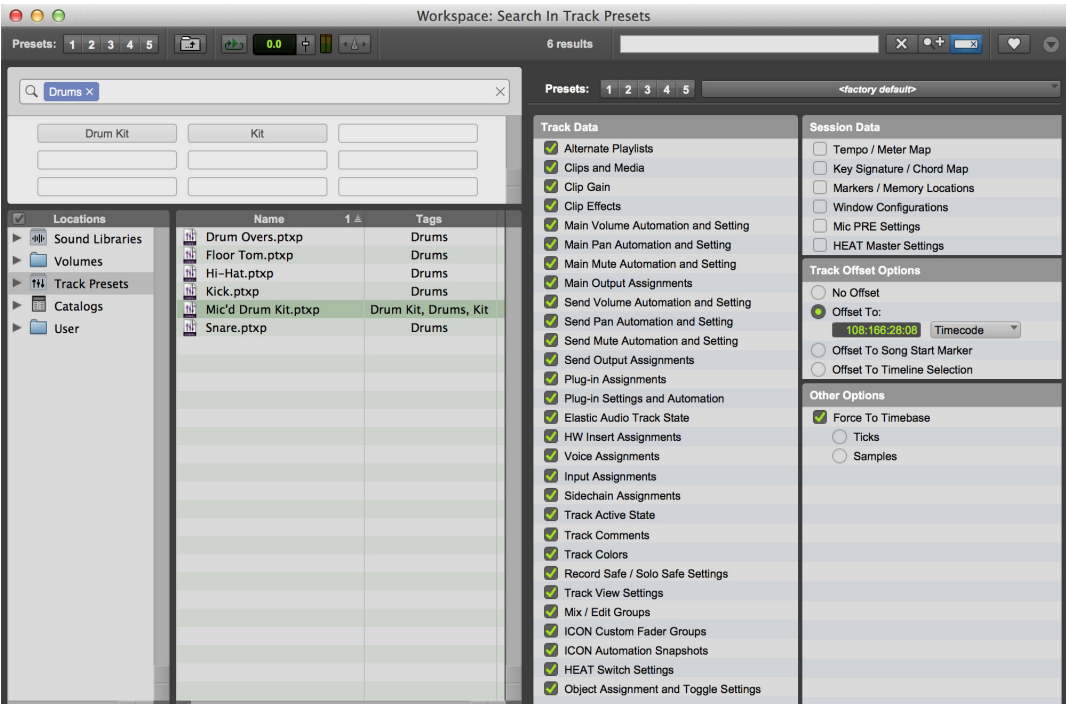 Workspace: Search In Track Presets
Presets: 1 2 3 4 5 0.0 6 results
Drums ×
Drum Kit Kit
Locations
Sound Libraries
Volumes
Track Presets
Catalogs
User
Name 1 Tags
Drum Overs.ptxp Drums
Floor Tom.ptxp Drums
Hi-Hat.ptxp Drums
Kick.ptxp Drums
Mic'd Drum Kit.ptxp Drum Kit, Drums, Kit
Snare.ptxp Drums
Presets: 1 2 3 4 5 <factory default>
Track Data
Alternate Playlists
Clips and Media
Clip Gain
Clip Effects
Main Volume Automation and Setting
Main Pan Automation and Setting
Main Mute Automation and Setting
Main Output Assignments
Send Volume Automation and Setting
Send Pan Automation and Setting
Send Mute Automation and Setting
Send Output Assignments
Plug-in Assignments
Plug-in Settings and Automation
Elastic Audio Track State
HW Insert Assignments
Voice Assignments
Input Assignments
Sidechain Assignments
Track Active State
Track Comments
Track Colors
Record Safe / Solo Safe Settings
Track View Settings
Mix / Edit Groups
ICON Custom Fader Groups
ICON Automation Snapshots
HEAT Switch Settings
Object Assignment and Toggle Settings
Session Data
Tempo / Meter Map
Key Signature / Chord Map
Markers / Memory Locations
Window Configurations
Mic PRE Settings
HEAT Master Settings
Track Offset Options
No Offset
Offset To:
108:166:28:08 Timecode
Offset To Song Start Marker
Offset To Timeline Selection
Other Options
Force To Timebase
Ticks
Samples